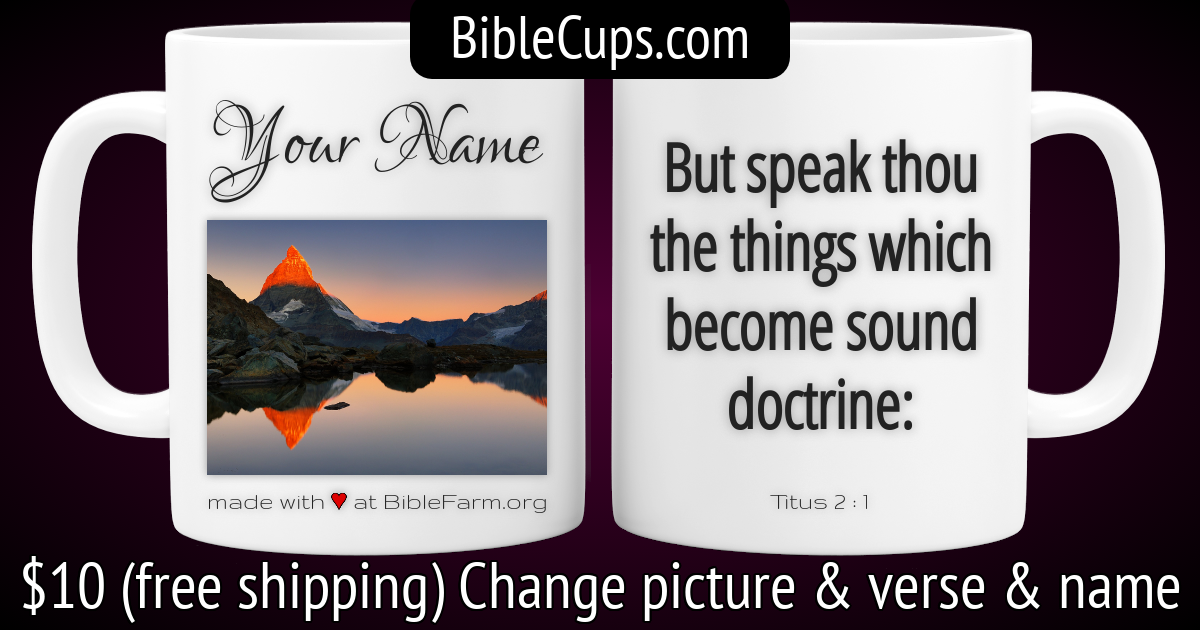 BibleCups.com
Your Name
made with ♥ at BibleFarm.org
But speak thou
the things which
become sound
doctrine:
Titus 2 : 1
$10 (free shipping) Change picture & verse & name